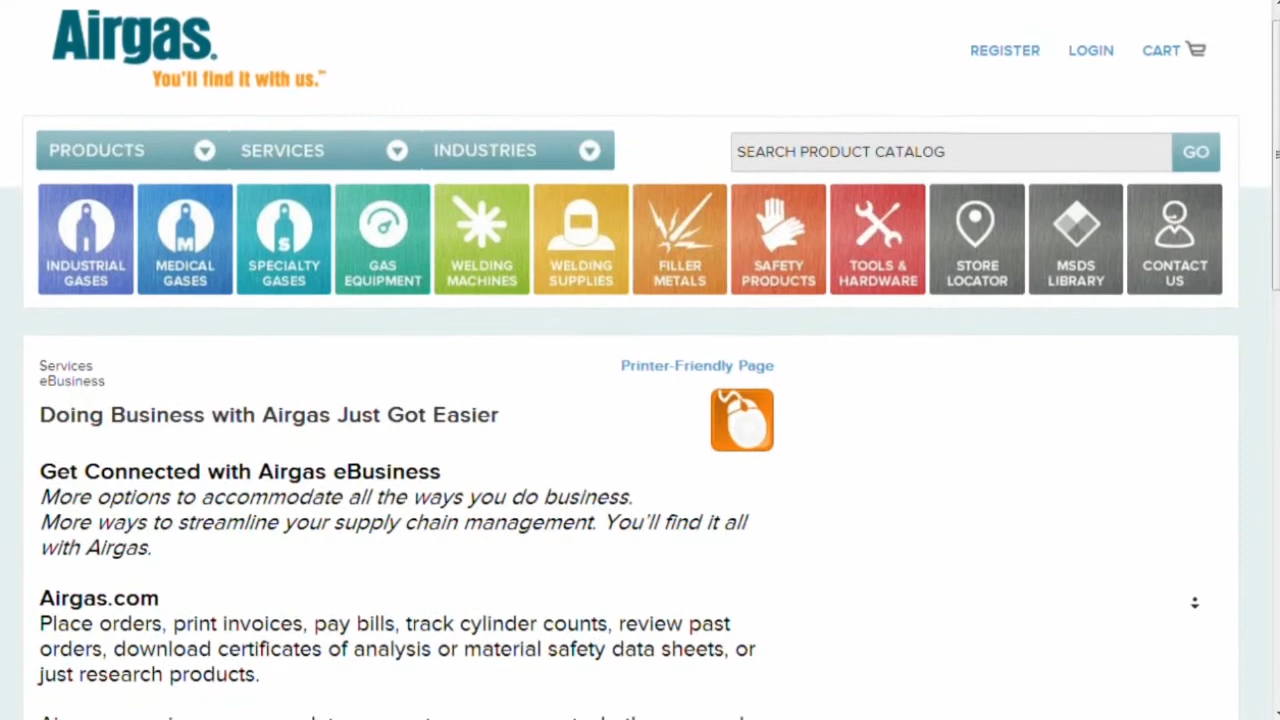 Airgas.
You'll find it with us.™
REGISTER LOGIN CART
PRODUCTS SERVICES INDUSTRIES SEARCH PRODUCT CATALOG GO
I M S
INDUSTRIAL GASES
MEDICAL GASES
SPECIALTY GASES
GAS EQUIPMENT
WELDING MACHINES
WELDING SUPPLIES
FILLER METALS
SAFETY PRODUCTS
TOOLS & HARDWARE
STORE LOCATOR
MSDS LIBRARY
CONTACT US
Services
eBusiness
Printer-Friendly Page
Doing Business with Airgas Just Got Easier
Get Connected with Airgas eBusiness
More options to accommodate all the ways you do business.
More ways to streamline your supply chain management. You'll find it all
with Airgas.
Airgas.com
Place orders, print invoices, pay bills, track cylinder counts, review past
orders, download certificates of analysis or material safety data sheets, or
just research products.